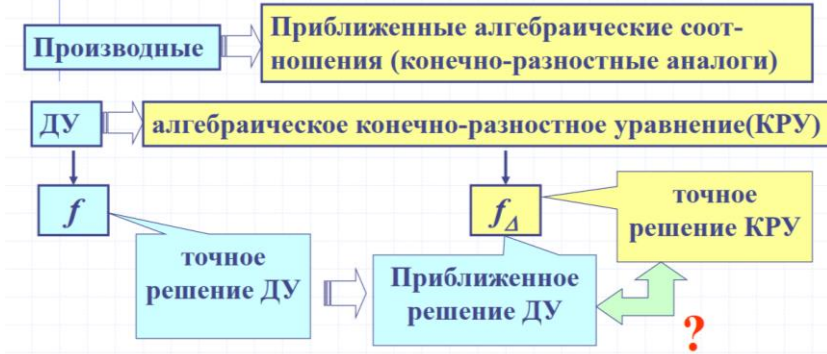 Производные
Приближенные алгебраические соот-
ношения (конечно-разностные аналоги)
ДУ
алгебраическое конечно-разностное уравнение(КРУ)
f
f_Δ
точное
решение КРУ
точное
решение ДУ
Приближенное
решение ДУ
?